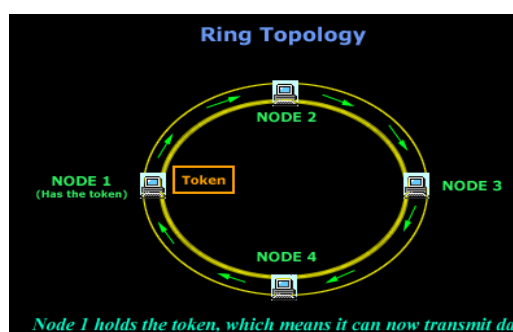 Ring Topology
NODE 2
NODE 1
(Has the token)
Token
NODE 3
NODE 4
Node 1 holds the token, which means it can now transmit